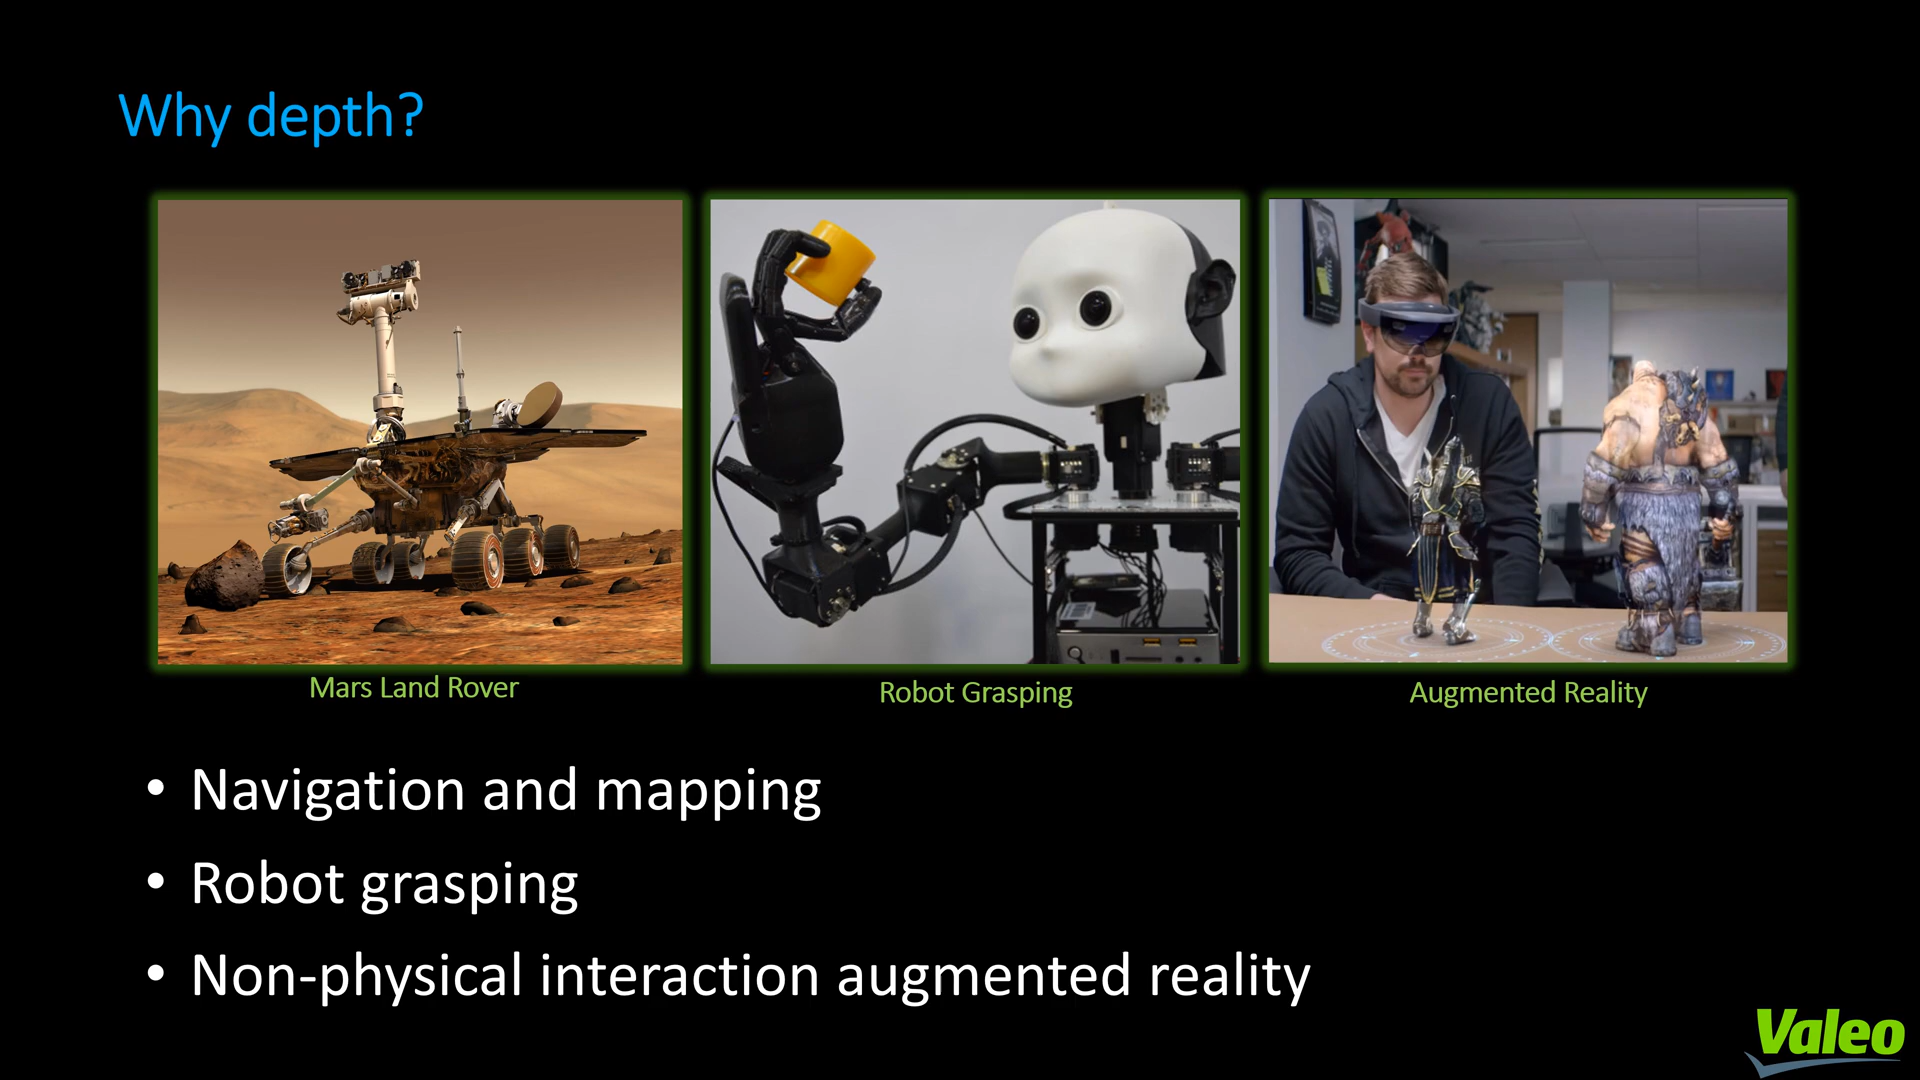 Why depth?
Mars Land Rover
Robot Grasping
Augmented Reality
• Navigation and mapping
• Robot grasping
• Non-physical interaction augmented reality
Valeo